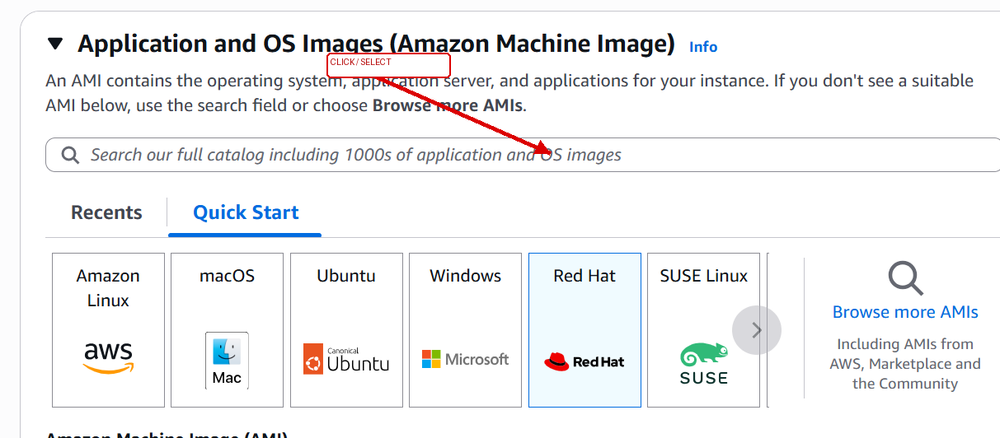 Application and OS Images (Amazon Machine Image) Info
CLICK/SELECT
An AMI contains the operating system, application server, and applications for your instance. If you don't see a suitable
AMI below, use the search field or choose Browse more AMIs.
Search our full catalog including 1000s of application and OS images
Recents
Quick Start
Amazon
Linux
aws
macOS
Mac
Ubuntu
Canonical
Ubuntu
Windows
Microsoft
Red Hat
Red Hat
SUSE Linux
SUSE
Browse more AMIs
Including AMIs from
AWS, Marketplace and
the Community
Amazon Machine Image (AMI)